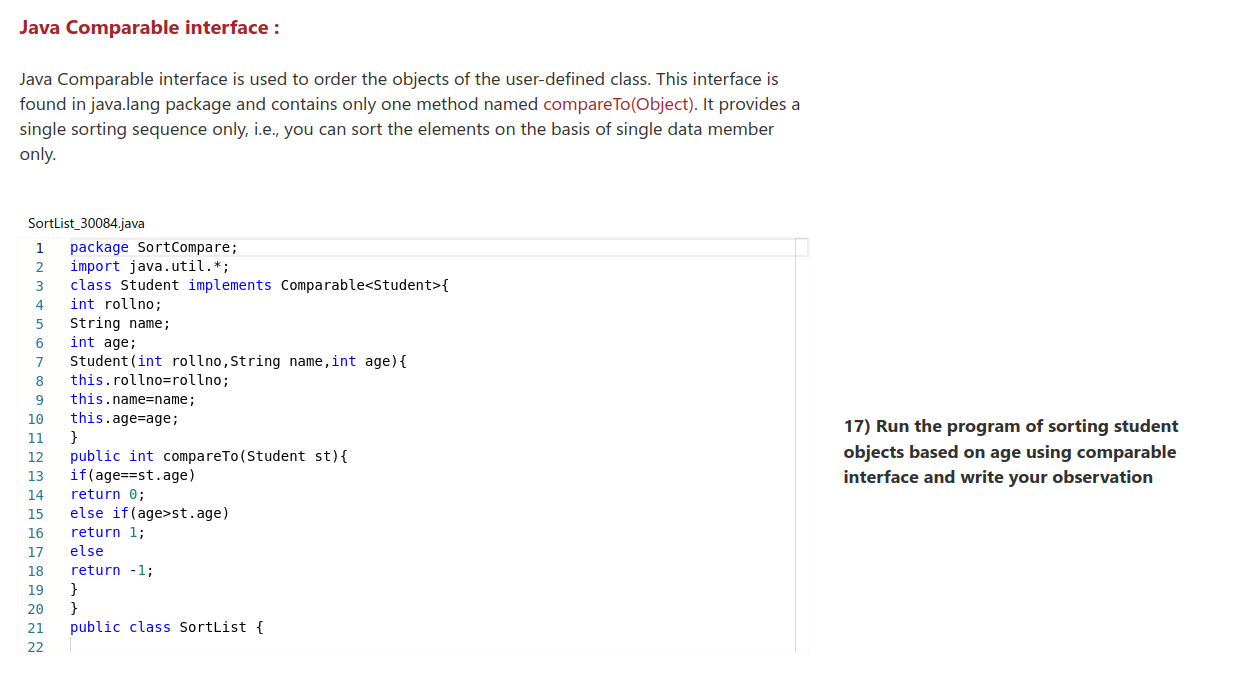 Java Comparable interface :
Java Comparable interface is used to order the objects of the user-defined class. This interface is
found in java.lang package and contains only one method named compareTo(Object). It provides a
single sorting sequence only, i.e., you can sort the elements on the basis of single data member
only.
SortList_30084.java
1 package SortCompare;
2 import java.util.*;
3 class Student implements Comparable<Student>{
4 int rollno;
5 String name;
6 int age;
7 Student(int rollno,String name,int age){
8 this.rollno=rollno;
9 this.name=name;
10 this.age=age;
11 }
12 public int compareTo(Student st){
13 if(age==st.age)
14 return 0;
15 else if(age>st.age)
16 return 1;
17 else
18 return -1;
19 }
20 }
21 public class SortList {
22
17) Run the program of sorting student
objects based on age using comparable
interface and write your observation